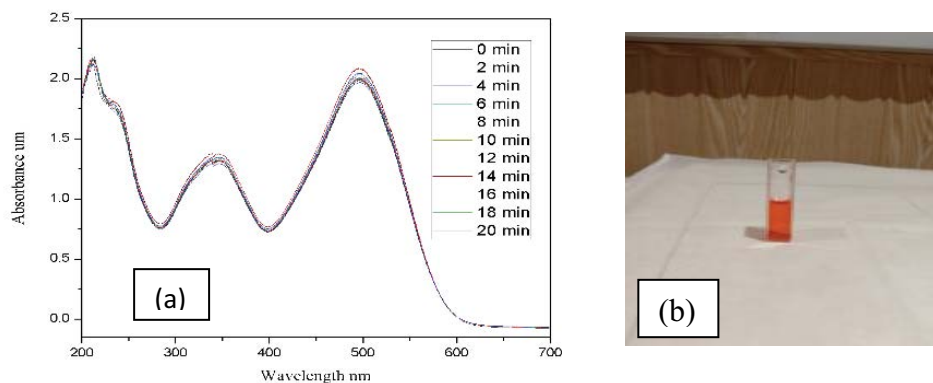 2.5
2.0
1.5
1.0
0.5
0.0
Absorbance um
200 300 400 500 600 700
Wavelength nm
0 min
2 min
4 min
6 min
8 min
10 min
12 min
14 min
16 min
18 min
20 min
(a)
(b)